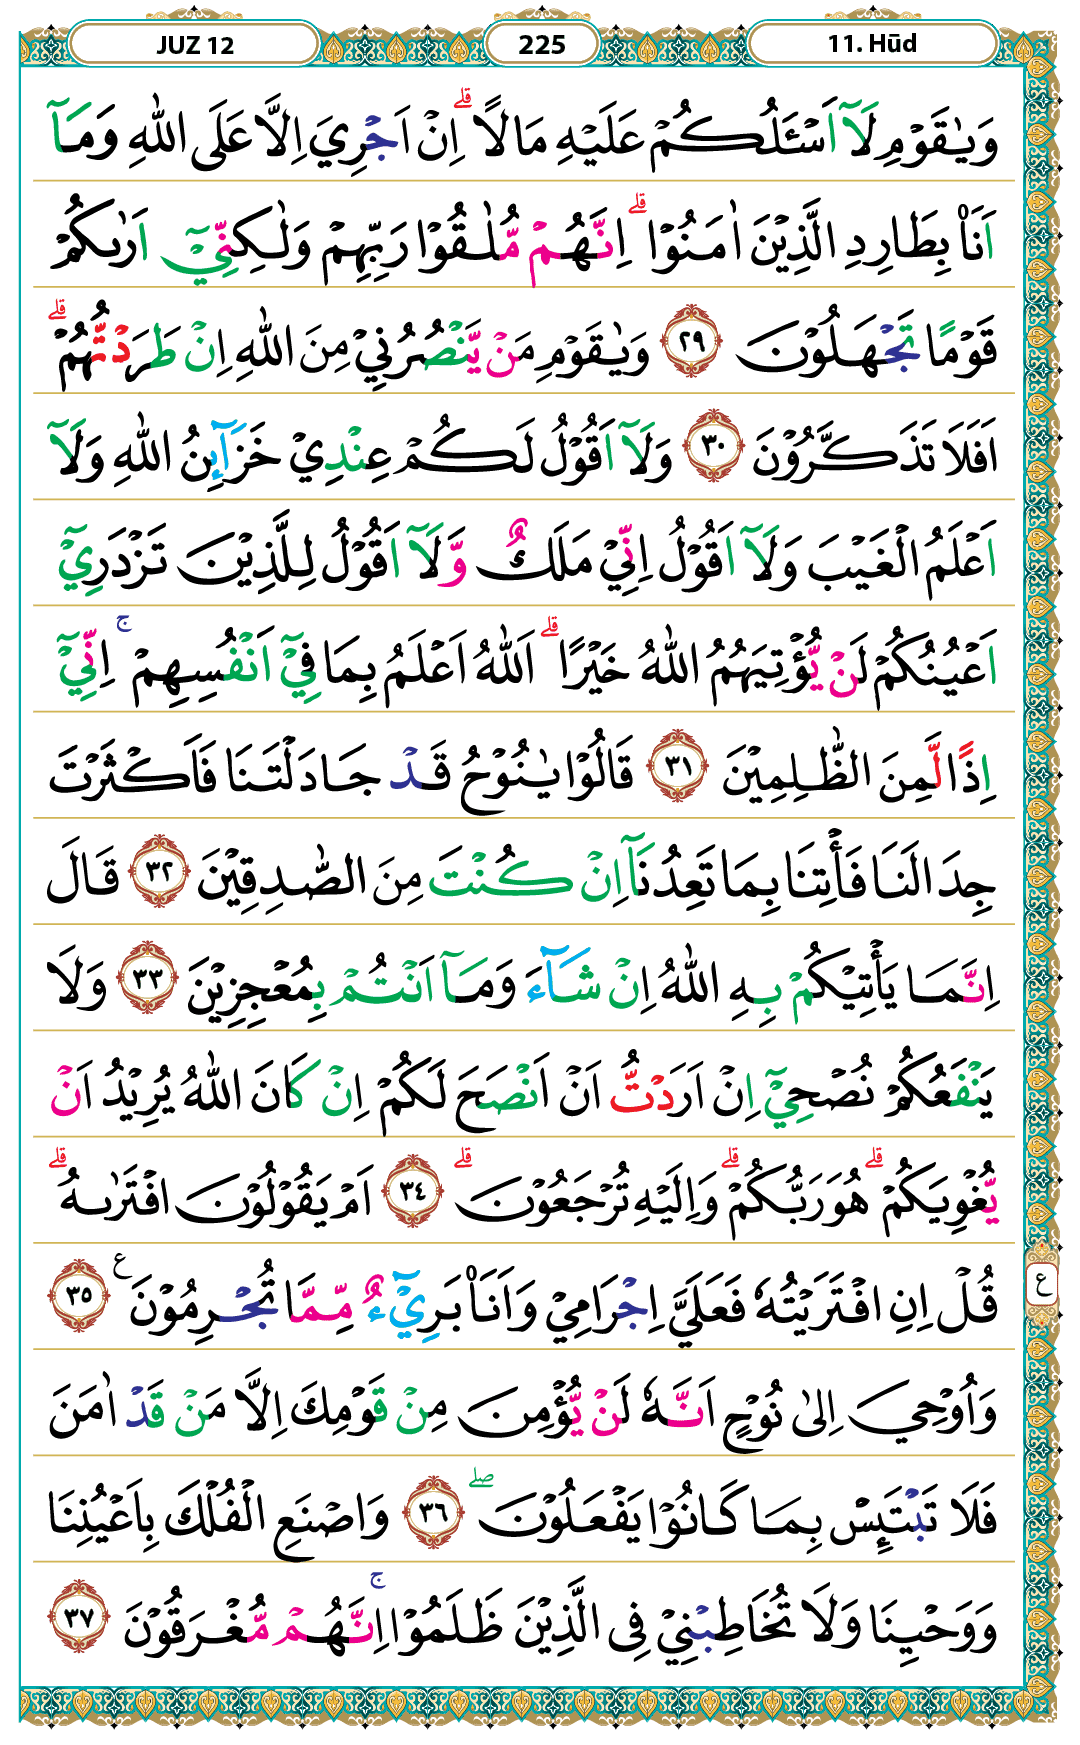 JUZ 12
225
11. Hūd
وَيٰقَوْمِ لَآ اَسْـَٔلُكُمْ عَلَيْهِ مَالًا ۗ اِنْ اَجْرِيَ اِلَّا عَلَى اللّٰهِ وَمَآ
اَنَا۠ بِطَارِدِ الَّذِيْنَ اٰمَنُوْا ۗ اِنَّهُمْ مُّلٰقُوْا رَبِّهِمْ وَلٰكِنِّيْٓ اَرٰىكُمْ
قَوْمًا تَجْهَلُوْنَ ۝٢٩ وَيٰقَوْمِ مَنْ يَّنْصُرُنِيْ مِنَ اللّٰهِ اِنْ طَرَدْتُّهُمْ ۗ
اَفَلَا تَذَكَّرُوْنَ ۝٣٠ وَلَآ اَقُوْلُ لَكُمْ عِنْدِيْ خَزَآئِنُ اللّٰهِ وَلَآ
اَعْلَمُ الْغَيْبَ وَلَآ اَقُوْلُ اِنِّيْ مَلَكٌ وَّلَآ اَقُوْلُ لِلَّذِيْنَ تَزْدَرِيْٓ
اَعْيُنُكُمْ لَنْ يُّؤْتِيَهُمُ اللّٰهُ خَيْرًا ۗ اَللّٰهُ اَعْلَمُ بِمَا فِيْٓ اَنْفُسِهِمْ ۚ اِنِّيْٓ
اِذًا لَّمِنَ الظّٰلِمِيْنَ ۝٣١ قَالُوْا يٰنُوْحُ قَدْ جَادَلْتَنَا فَاَكْثَرْتَ
جِدَالَنَا فَأْتِنَا بِمَا تَعِدُنَآ اِنْ كُنْتَ مِنَ الصّٰدِقِيْنَ ۝٣٢ قَالَ
اِنَّمَا يَأْتِيْكُمْ بِهِ اللّٰهُ اِنْ شَآءَ وَمَآ اَنْتُمْ بِمُعْجِزِيْنَ ۝٣٣ وَلَا
يَنْفَعُكُمْ نُصْحِيْٓ اِنْ اَرَدْتُّ اَنْ اَنْصَحَ لَكُمْ اِنْ كَانَ اللّٰهُ يُرِيْدُ اَنْ
يُّغْوِيَكُمْ ۗ هُوَ رَبُّكُمْ ۗ وَاِلَيْهِ تُرْجَعُوْنَ ۗ ۝٣٤ اَمْ يَقُوْلُوْنَ افْتَرٰىهُ ۗ
قُلْ اِنِ افْتَرَيْتُهٗ فَعَلَيَّ اِجْرَامِيْ وَاَنَا۠ بَرِيْٓءٌ مِّمَّا تُجْرِمُوْنَ ࣖ ۝٣٥
ع
وَاُوْحِيَ اِلٰى نُوْحٍ اَنَّهٗ لَنْ يُّؤْمِنَ مِنْ قَوْمِكَ اِلَّا مَنْ قَدْ اٰمَنَ
فَلَا تَبْتَىِٕسْ بِمَا كَانُوْا يَفْعَلُوْنَ ۖ ۝٣٦ وَاصْنَعِ الْفُلْكَ بِاَعْيُنِنَا
وَوَحْيِنَا وَلَا تُخَاطِبْنِيْ فِى الَّذِيْنَ ظَلَمُوْا ۚ اِنَّهُمْ مُّغْرَقُوْنَ ۝٣٧